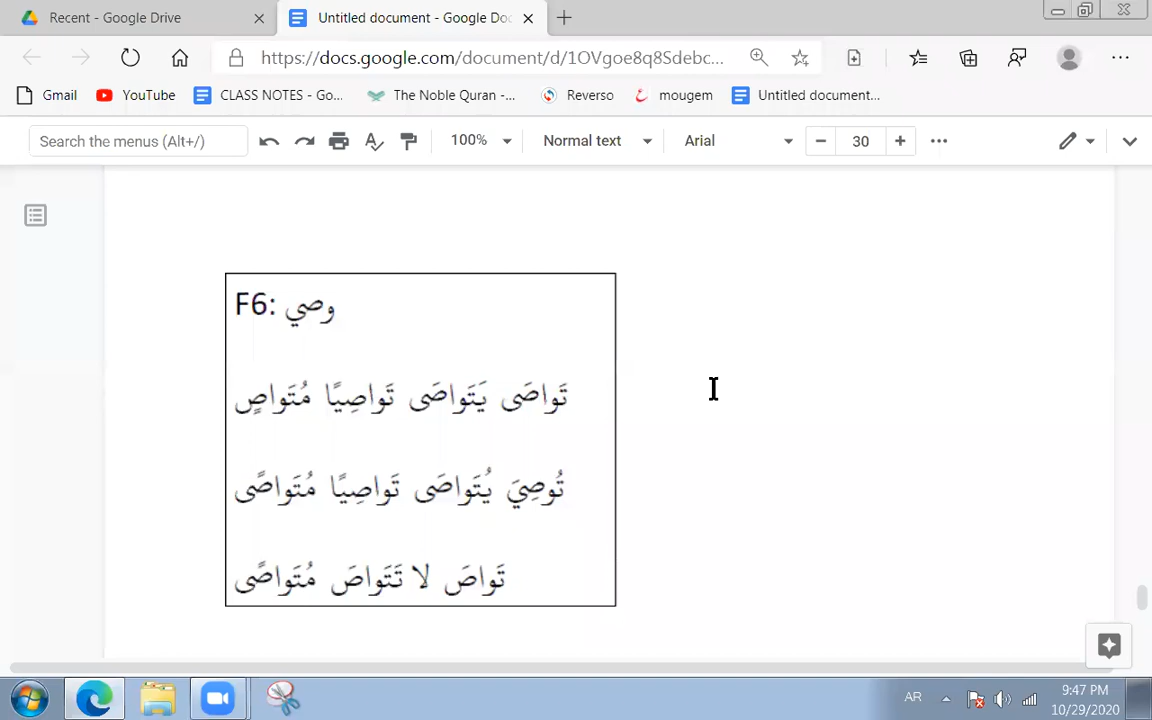 Recent - Google Drive
Untitled document - Google Doc
https://docs.google.com/document/d/1OVgoe8q8Sdebc...
Gmail
YouTube
CLASS NOTES - Go...
The Noble Quran -...
Reverso
mougem
Untitled document...
Search the menus (Alt+/)
100%
Normal text
Arial
30
F6: وصي
تَواصَى يَتَواصَى تَواصِيًا مُتَواصٍ
تُوصِيَ يُتَواصَى تَواصِيًا مُتَواصًى
تَواصَ لا تَتَواصَ مُتَواصًى
AR
9:47 PM
10/29/2020